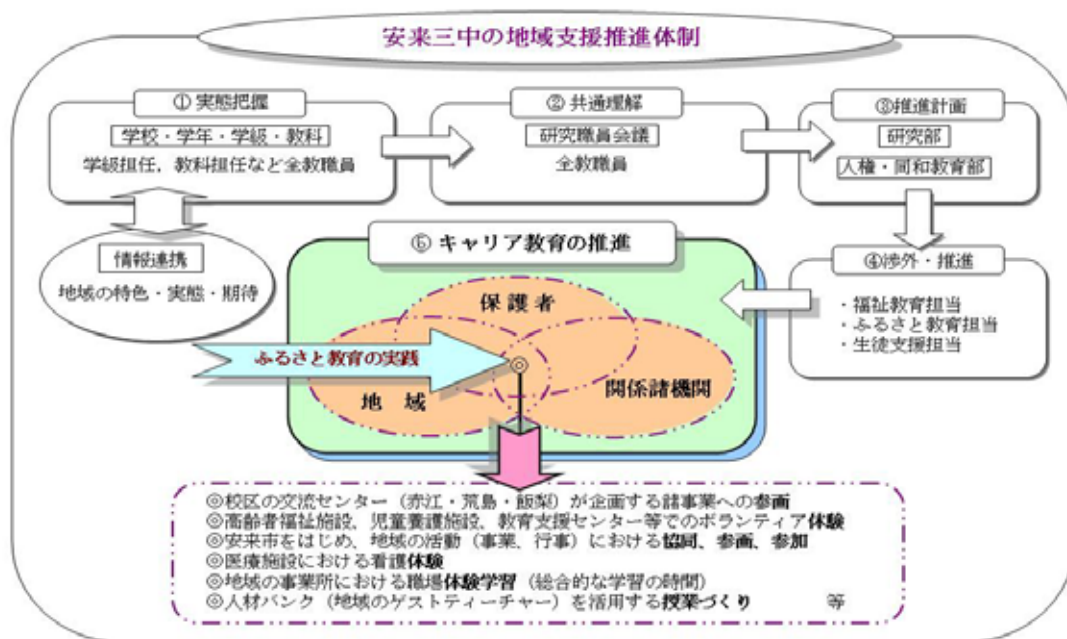 安来三中の地域支援推進体制
① 実態把握
学校・学年・学級・教科
学級担任，教科担任など全教職員
② 共通理解
研究職員会議
全教職員
③推進計画
研究部
人権・同和教育部
情報連携
地域の特色・実態・期待
⑤ キャリア教育の推進
④渉外・推進
・福祉教育担当
・ふるさと教育担当
・生徒支援担当
保護者
ふるさと教育の実践
◎
地　域
関係諸機関
◎校区の交流センター（赤江・荒島・飯梨）が企画する諸事業への参画
◎高齢者福祉施設、児童養護施設、教育支援センター等でのボランティア体験
◎安来市をはじめ、地域の活動（事業、行事）における協同、参画、参加
◎医療施設における看護体験
◎地域の事業所における職場体験学習（総合的な学習の時間）
◎人材バンク（地域のゲストティーチャー）を活用する授業づくり　　　等